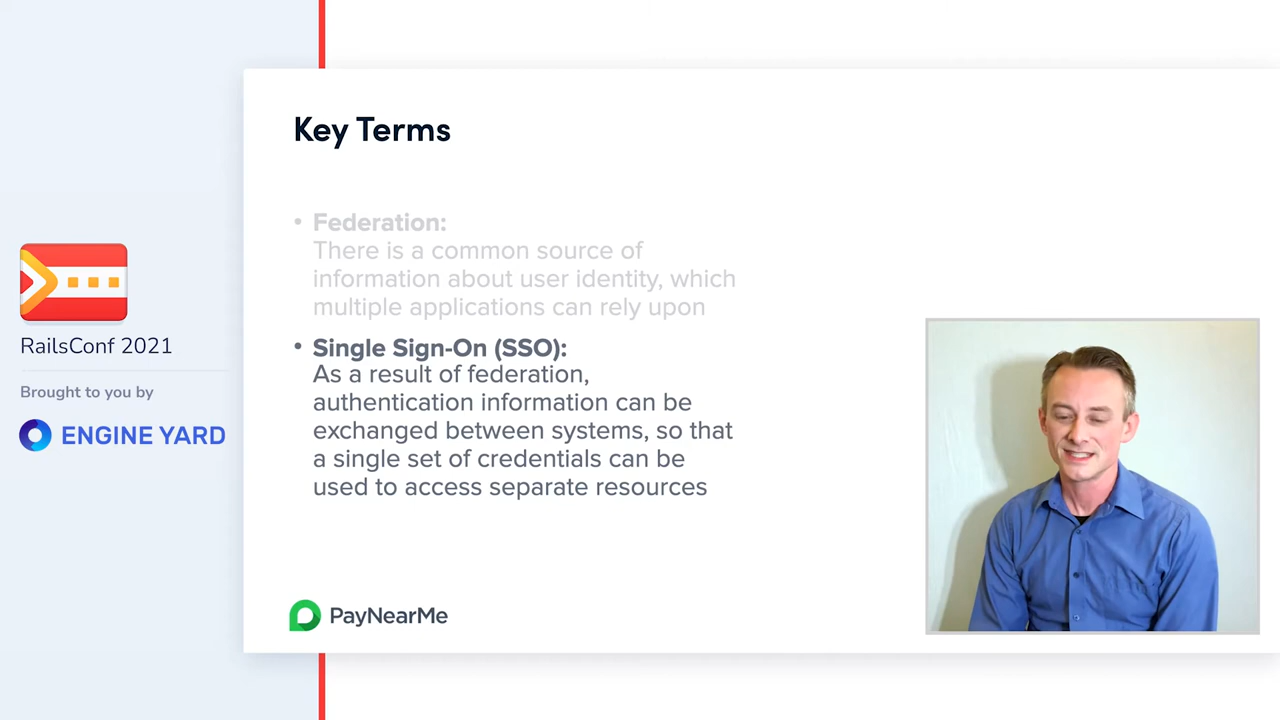 Key Terms
• Federation:
There is a common source of
information about user identity, which
multiple applications can rely upon
• Single Sign-On (SSO):
As a result of federation,
authentication information can be
exchanged between systems, so that
a single set of credentials can be
used to access separate resources
RailsConf 2021
Brought to you by
ENGINE YARD
PayNearMe